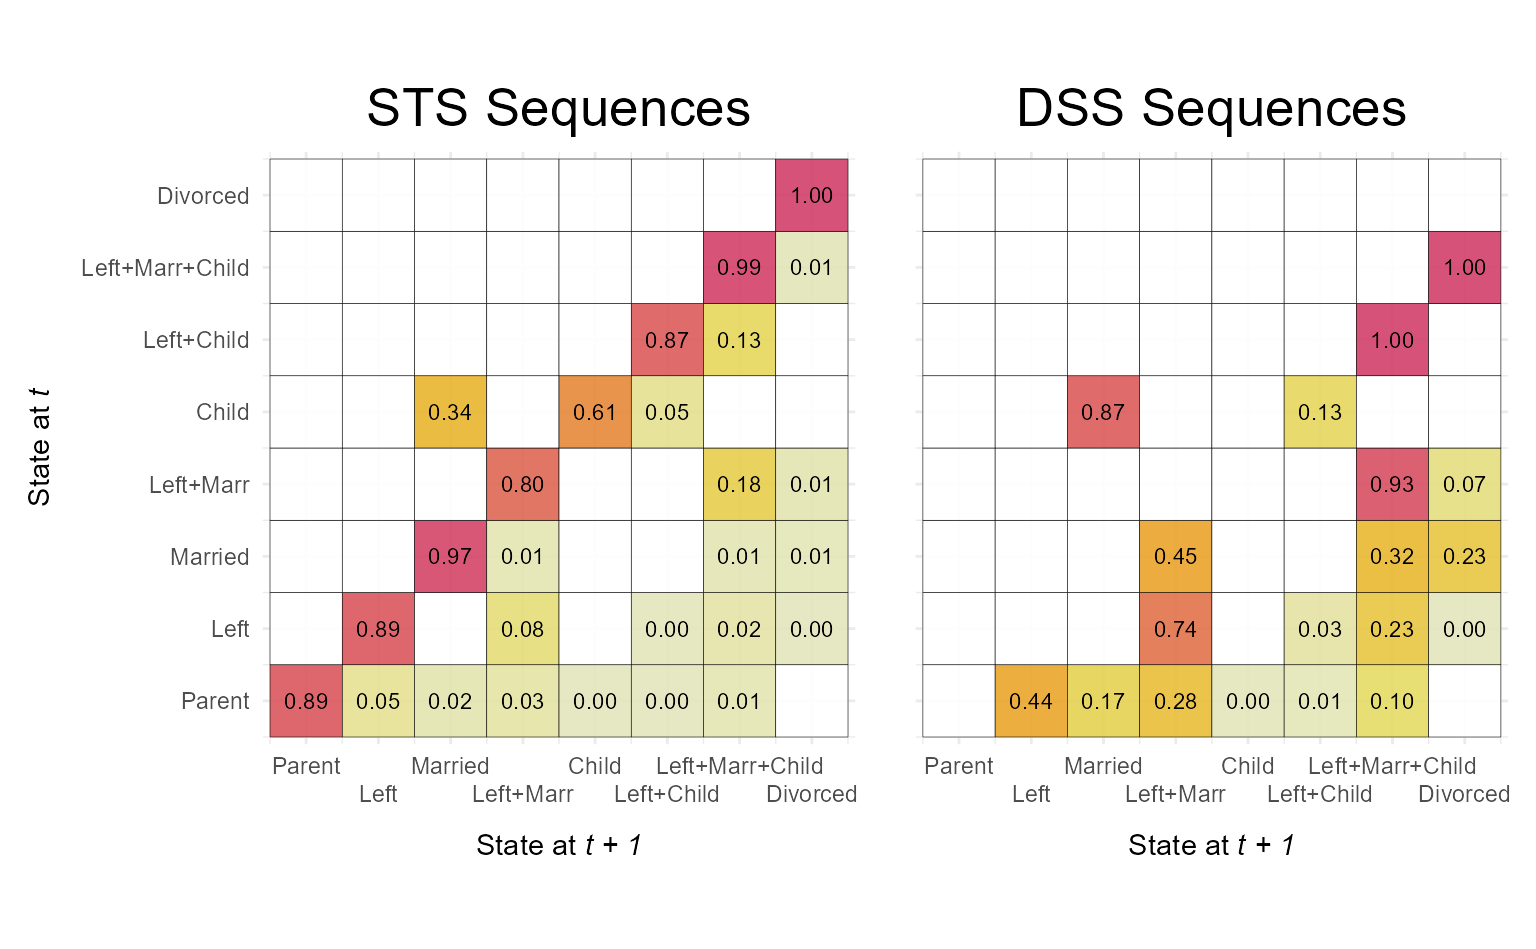 STS Sequences DSS Sequences
Divorced 1.00
Left+Marr+Child 0.99 0.01 1.00
Left+Child 0.87 0.13 1.00
Child 0.34 0.61 0.05 0.87 0.13
Left+Marr 0.80 0.18 0.01 0.93 0.07
Married 0.97 0.01 0.01 0.01 0.45 0.32 0.23
Left 0.89 0.08 0.00 0.02 0.00 0.74 0.03 0.23 0.00
Parent 0.89 0.05 0.02 0.03 0.00 0.00 0.01 0.44 0.17 0.28 0.00 0.01 0.10
State at t
Parent Married Child Left+Marr+Child Parent Married Child Left+Marr+Child
Left Left+Marr Left+Child Divorced Left Left+Marr Left+Child Divorced
State at t + 1 State at t + 1